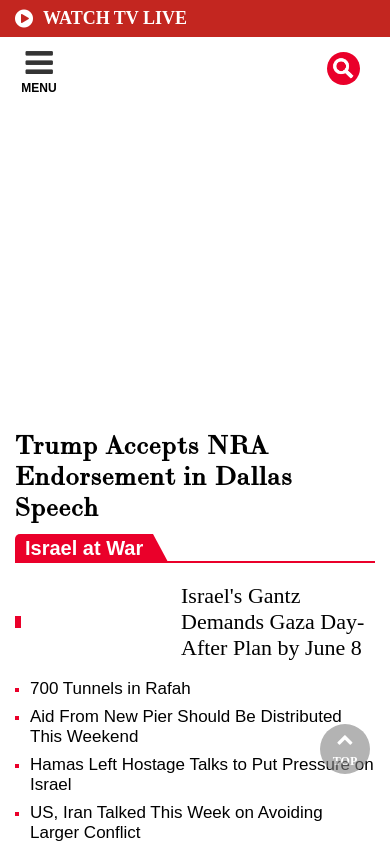 WATCH TV LIVE
MENU
Trump Accepts NRA
Endorsement in Dallas
Speech
Israel at War
Israel's Gantz
Demands Gaza Day-
After Plan by June 8
700 Tunnels in Rafah
Aid From New Pier Should Be Distributed
This Weekend
Hamas Left Hostage Talks to Put Pressure on
Israel
TOP
US, Iran Talked This Week on Avoiding
Larger Conflict